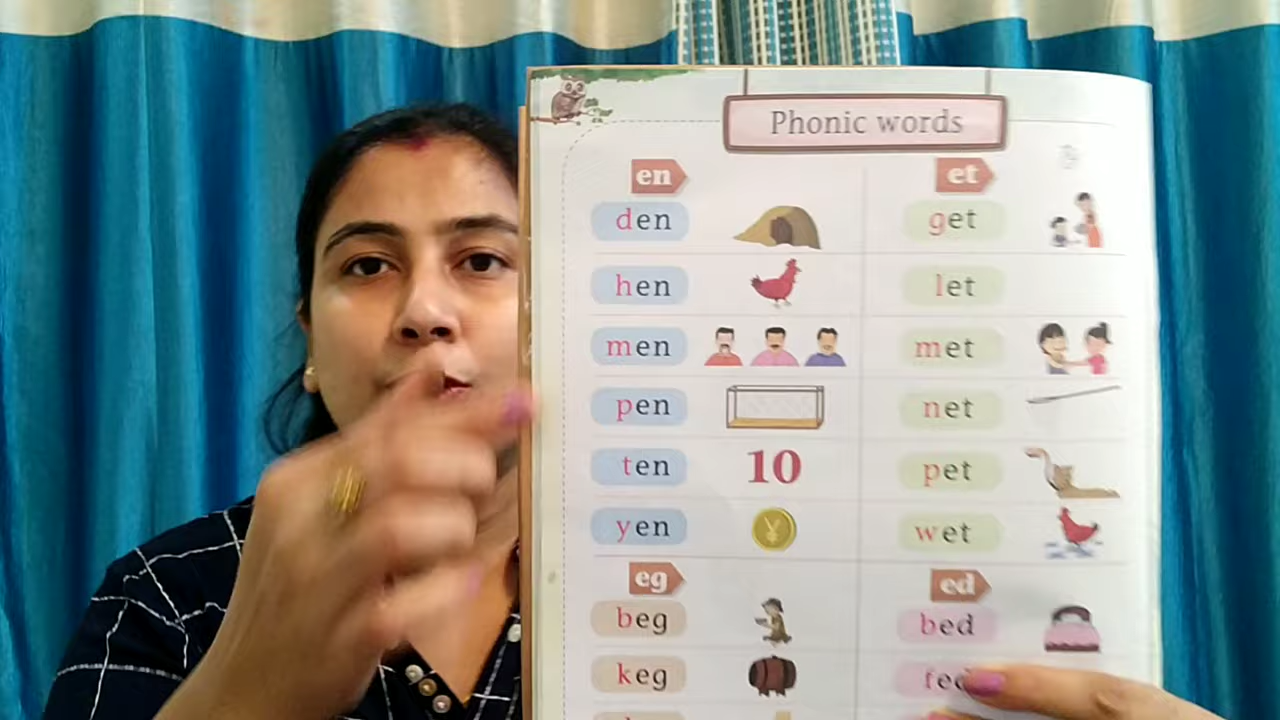 Phonic words
en
den
hen
men
pen
ten 10
yen
eg
beg
keg
et
get
let
met
net
pet
wet
ed
bed